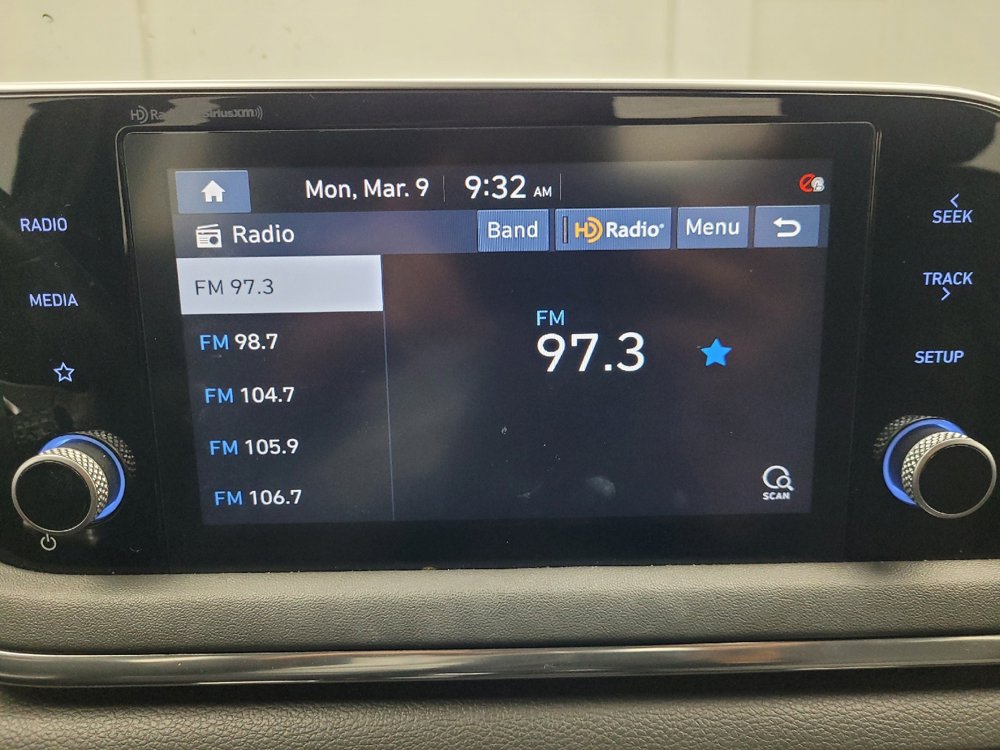 HD Radio SiriusXM
Mon, Mar. 9 9:32 AM
Radio Band HD Radio® Menu
FM 97.3
FM 98.7
FM 104.7
FM 105.9
FM 106.7
FM
97.3
SCAN
RADIO
MEDIA
SEEK
TRACK
SETUP